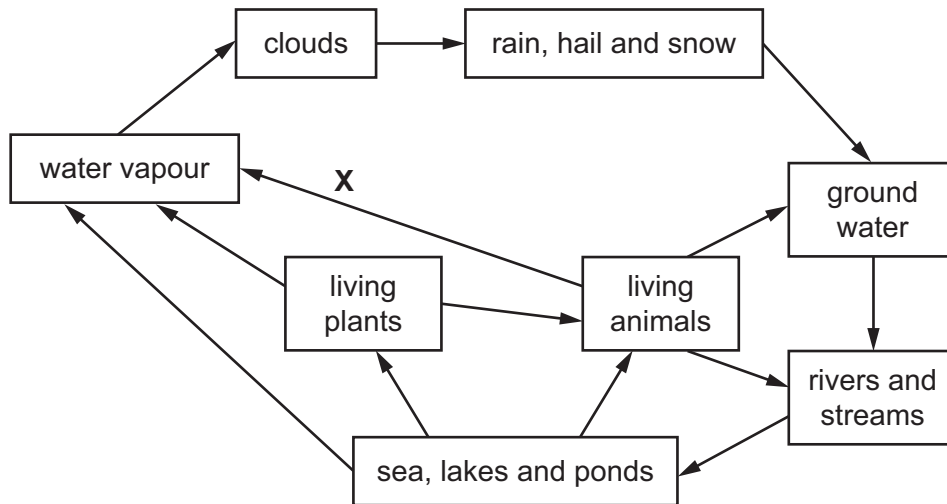 clouds
rain, hail and snow
water vapour
X
ground
water
living
plants
living
animals
rivers and
streams
sea, lakes and ponds